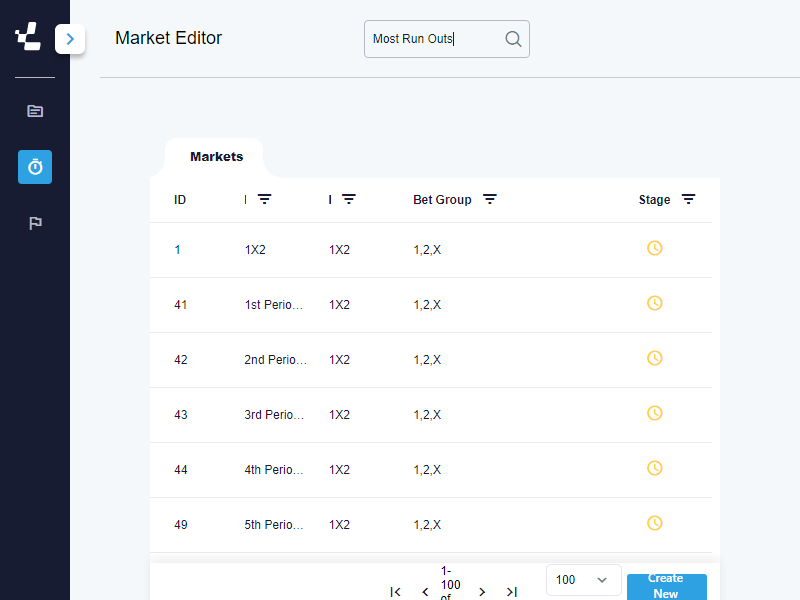 Market Editor
Most Run Outs
Markets
ID I I Bet Group Stage
1 1X2 1X2 1,2,X
41 1st Perio... 1X2 1,2,X
42 2nd Perio... 1X2 1,2,X
43 3rd Perio... 1X2 1,2,X
44 4th Perio... 1X2 1,2,X
49 5th Perio... 1X2 1,2,X
1-
100
of
100
Create
New